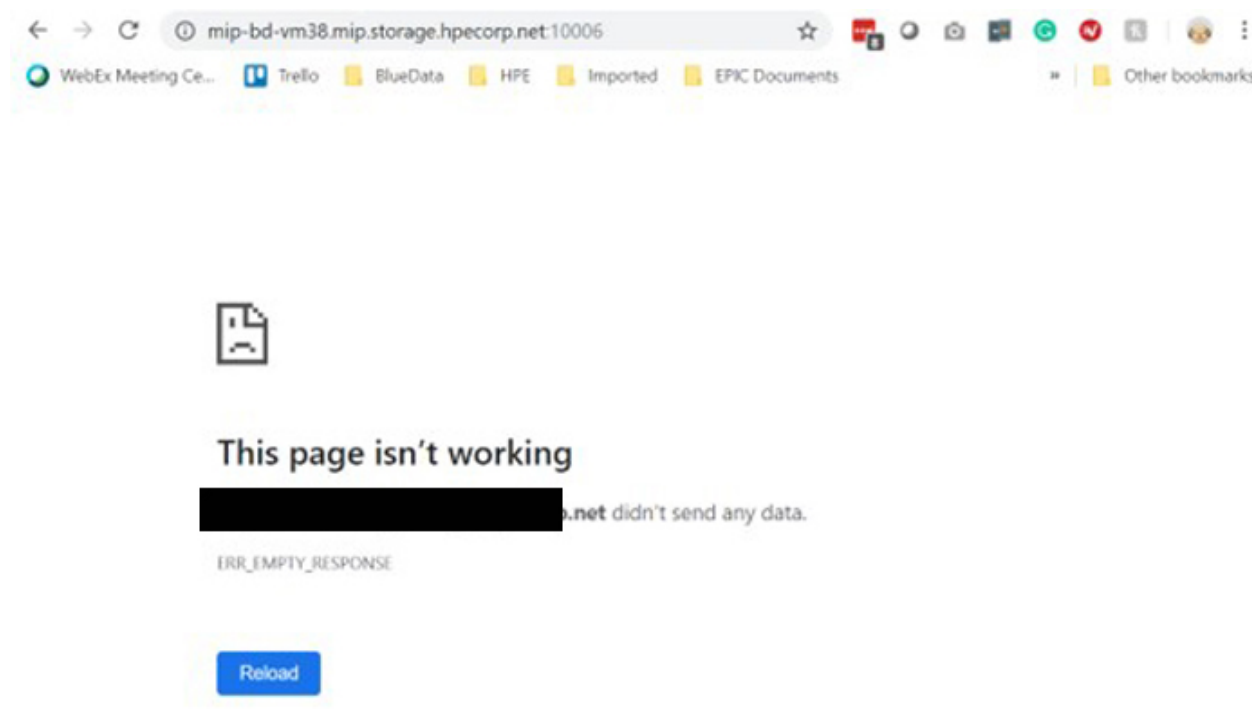 mip-bd-vm38.mip.storage.hpecorp.net:10006
WebEx Meeting Ce... Trello BlueData HPE Imported EPIC Documents » Other bookmarks
This page isn't working
.net didn't send any data.
ERR_EMPTY_RESPONSE
Reload